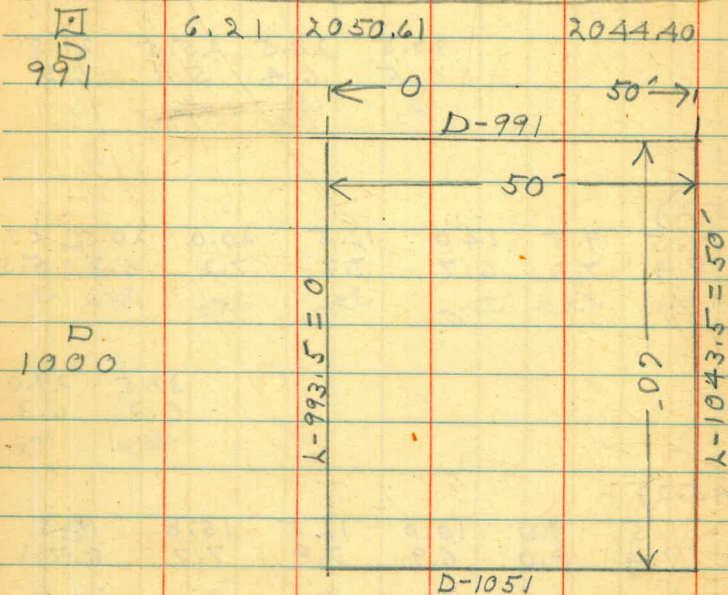 6.21 2050.61 2044.40
D
991
0 50'
D-991
50'
L-993.5 = 0
60'
L-1043.5 = 50'
D
1000
D-1051